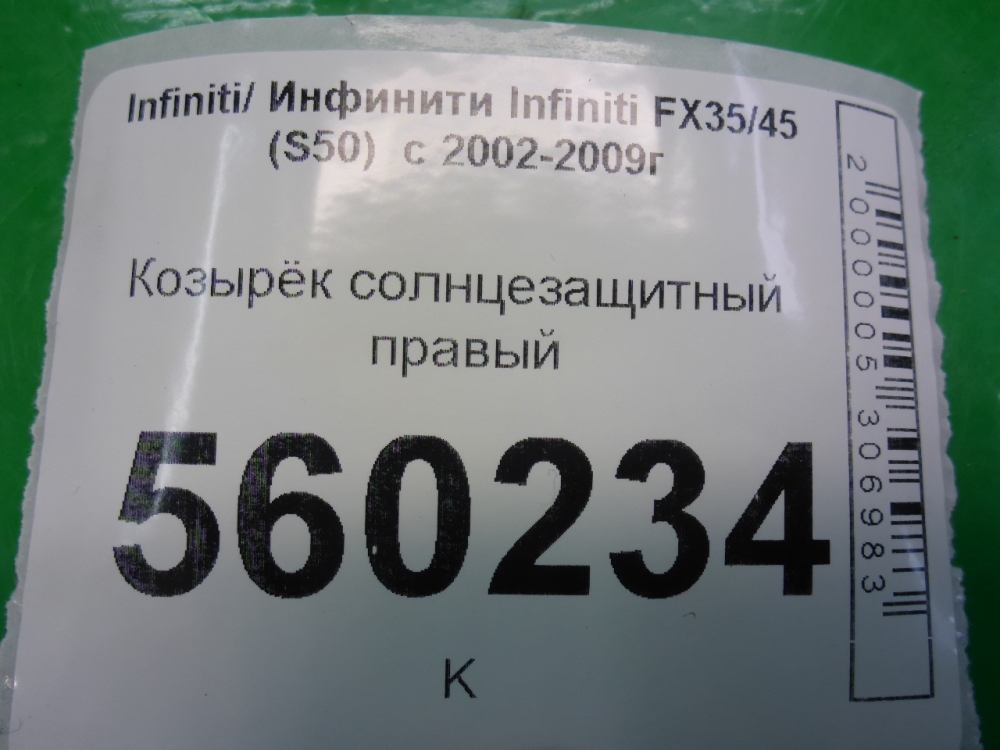 Infiniti/ Инфинити Infiniti FX35/45
(S50) с 2002-2009г
Козырёк солнцезащитный
правый
560234
К
2000005306983